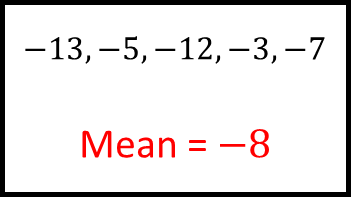 −13, −5, −12, −3, −7
Mean = −8